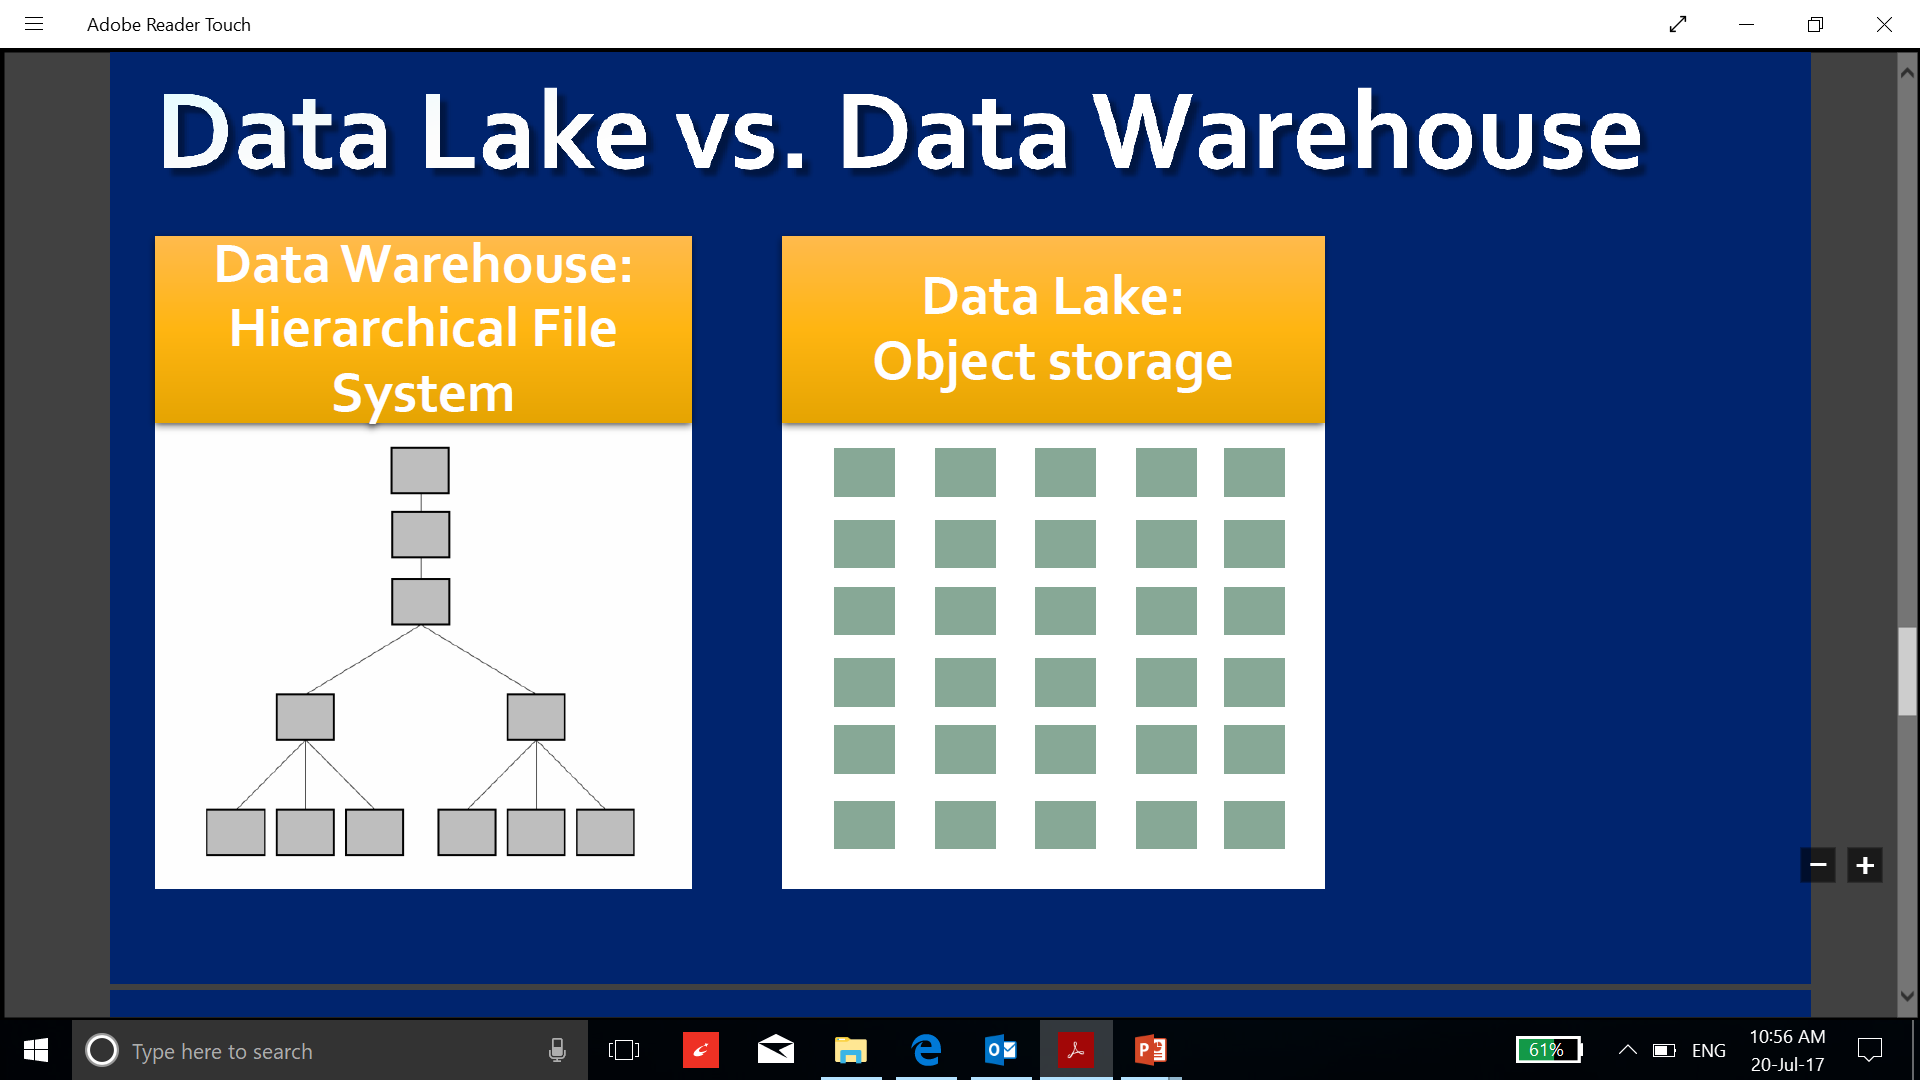 Adobe Reader Touch
Data Lake vs. Data Warehouse
Data Warehouse:
Hierarchical File
System
Data Lake:
Object storage
Type here to search
61%
ENG
10:56 AM
20-Jul-17